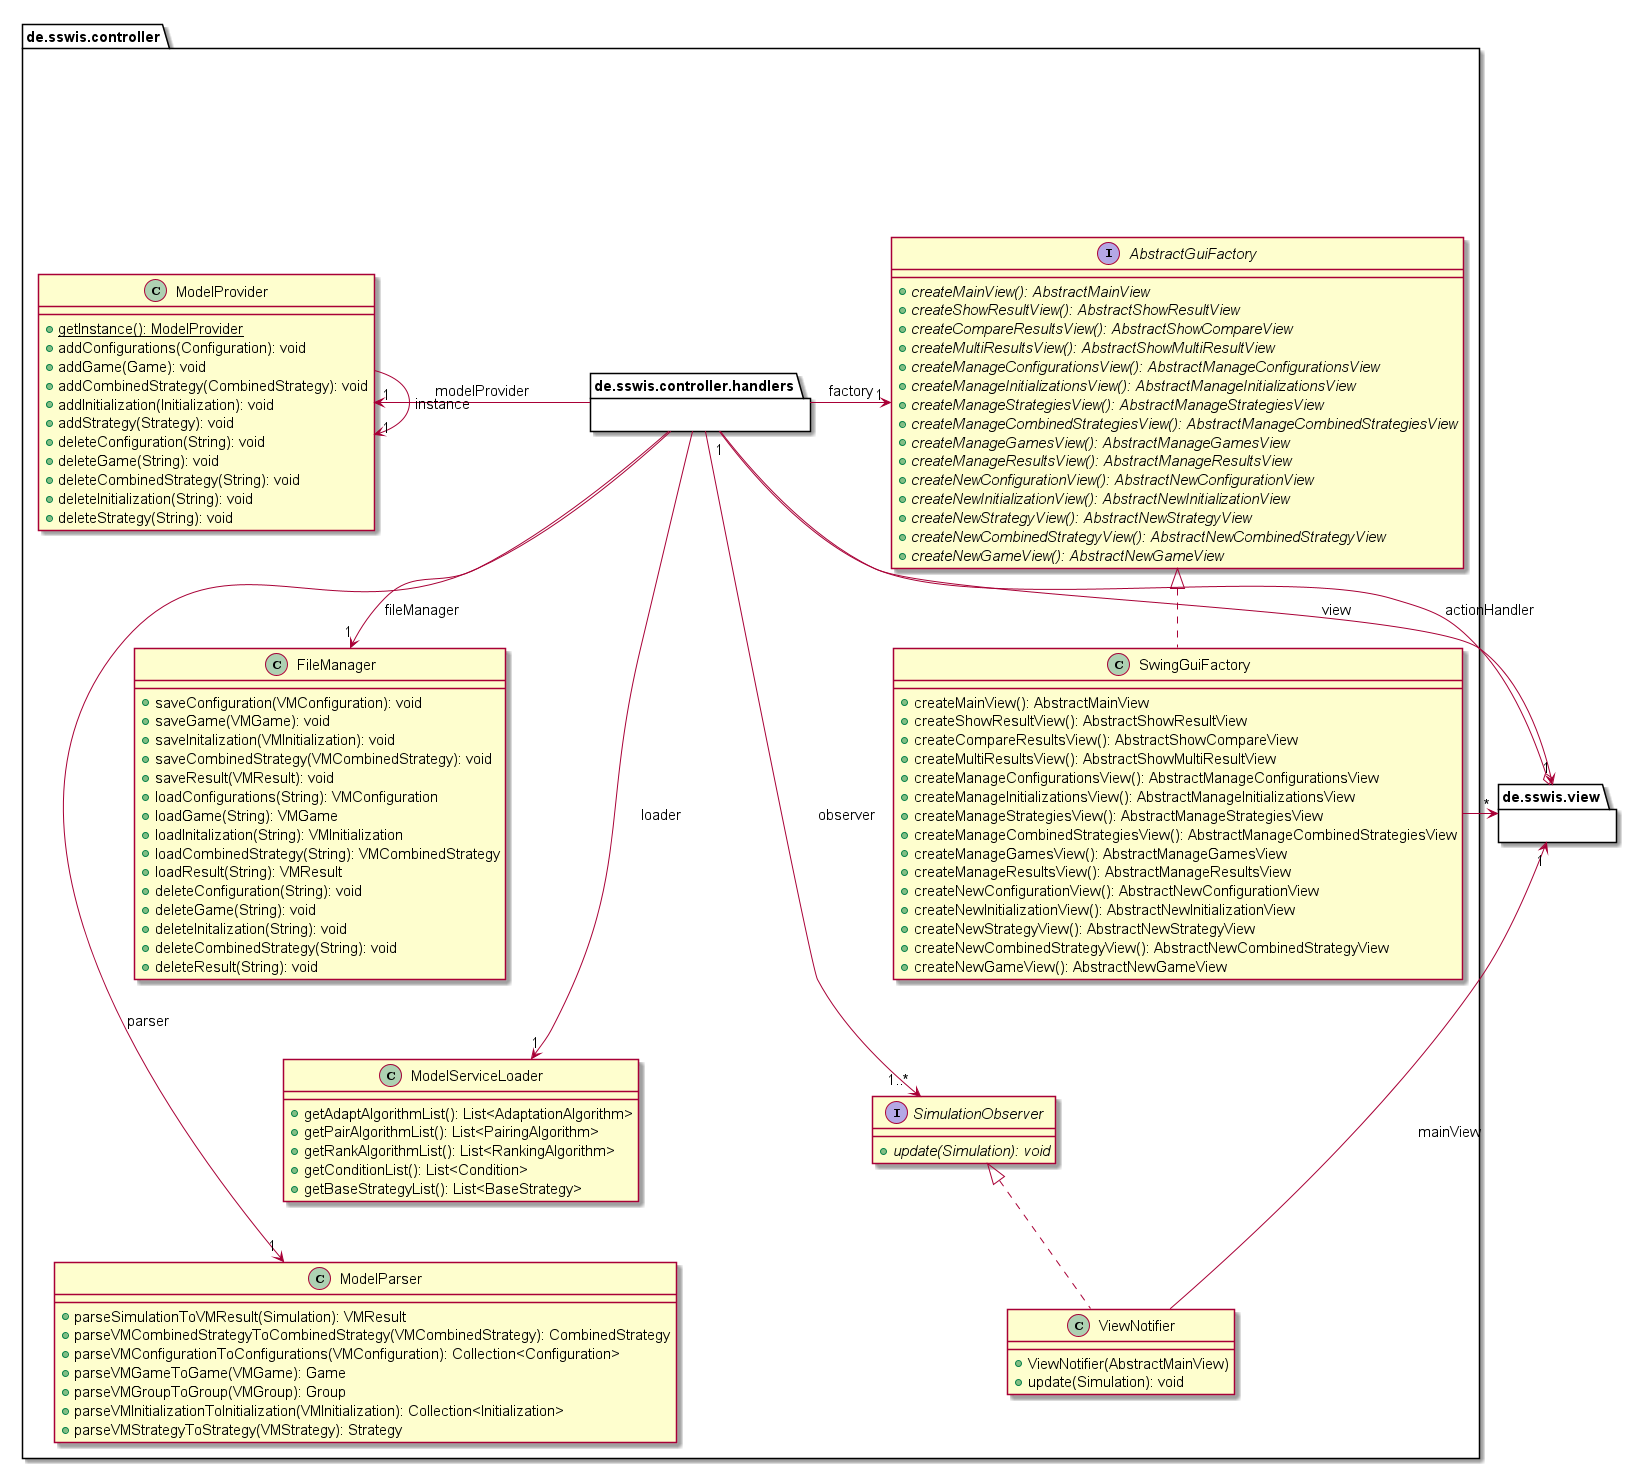 de.sswis.controller
I AbstractGuiFactory
createMainView(): AbstractMainView
createShowResultView(): AbstractShowResultView
createCompareResultsView(): AbstractShowCompareView
createMultiResultsView(): AbstractShowMultiResultView
createManageConfigurationsView(): AbstractManageConfigurationsView
createManageInitializationsView(): AbstractManageInitializationsView
createManageStrategiesView(): AbstractManageStrategiesView
createManageCombinedStrategiesView(): AbstractManageCombinedStrategiesView
createManageGamesView(): AbstractManageGamesView
createManageResultsView(): AbstractManageResultsView
createNewConfigurationView(): AbstractNewConfigurationView
createNewInitializationView(): AbstractNewInitializationView
createNewStrategyView(): AbstractNewStrategyView
createNewCombinedStrategyView(): AbstractNewCombinedStrategyView
createNewGameView(): AbstractNewGameView
C ModelProvider
getInstance(): ModelProvider
addConfigurations(Configuration): void
addGame(Game): void
addCombinedStrategy(CombinedStrategy): void
addInitialization(Initialization): void
addStrategy(Strategy): void
deleteConfiguration(String): void
deleteGame(String): void
deleteCombinedStrategy(String): void
deleteInitialization(String): void
deleteStrategy(String): void
1
modelProvider
instance
1
de.sswis.controller.handlers
factory
1
1
fileManager
1
view
actionHandler
C FileManager
saveConfiguration(VMConfiguration): void
saveGame(VMGame): void
saveInitalization(VMInitialization): void
saveCombinedStrategy(VMCombinedStrategy): void
saveResult(VMResult): void
loadConfigurations(String): VMConfiguration
loadGame(String): VMGame
loadInitalization(String): VMInitialization
loadCombinedStrategy(String): VMCombinedStrategy
loadResult(String): VMResult
deleteConfiguration(String): void
deleteGame(String): void
deleteInitalization(String): void
deleteCombinedStrategy(String): void
deleteResult(String): void
loader
observer
C SwingGuiFactory
createMainView(): AbstractMainView
createShowResultView(): AbstractShowResultView
createCompareResultsView(): AbstractShowCompareView
createMultiResultsView(): AbstractShowMultiResultView
createManageConfigurationsView(): AbstractManageConfigurationsView
createManageInitializationsView(): AbstractManageInitializationsView
createManageStrategiesView(): AbstractManageStrategiesView
createManageCombinedStrategiesView(): AbstractManageCombinedStrategiesView
createManageGamesView(): AbstractManageGamesView
createManageResultsView(): AbstractManageResultsView
createNewConfigurationView(): AbstractNewConfigurationView
createNewInitializationView(): AbstractNewInitializationView
createNewStrategyView(): AbstractNewStrategyView
createNewCombinedStrategyView(): AbstractNewCombinedStrategyView
createNewGameView(): AbstractNewGameView
1
*
de.sswis.view
1
parser
1
C ModelServiceLoader
getAdaptAlgorithmList(): List<AdaptationAlgorithm>
getPairAlgorithmList(): List<PairingAlgorithm>
getRankAlgorithmList(): List<RankingAlgorithm>
getConditionList(): List<Condition>
getBaseStrategyList(): List<BaseStrategy>
1..*
I SimulationObserver
update(Simulation): void
mainView
1
C ModelParser
parseSimulationToVMResult(Simulation): VMResult
parseVMCombinedStrategyToCombinedStrategy(VMCombinedStrategy): CombinedStrategy
parseVMConfigurationToConfigurations(VMConfiguration): Collection<Configuration>
parseVMGameToGame(VMGame): Game
parseVMGroupToGroup(VMGroup): Group
parseVMInitializationToInitialization(VMInitialization): Collection<Initialization>
parseVMStrategyToStrategy(VMStrategy): Strategy
C ViewNotifier
ViewNotifier(AbstractMainView)
update(Simulation): void